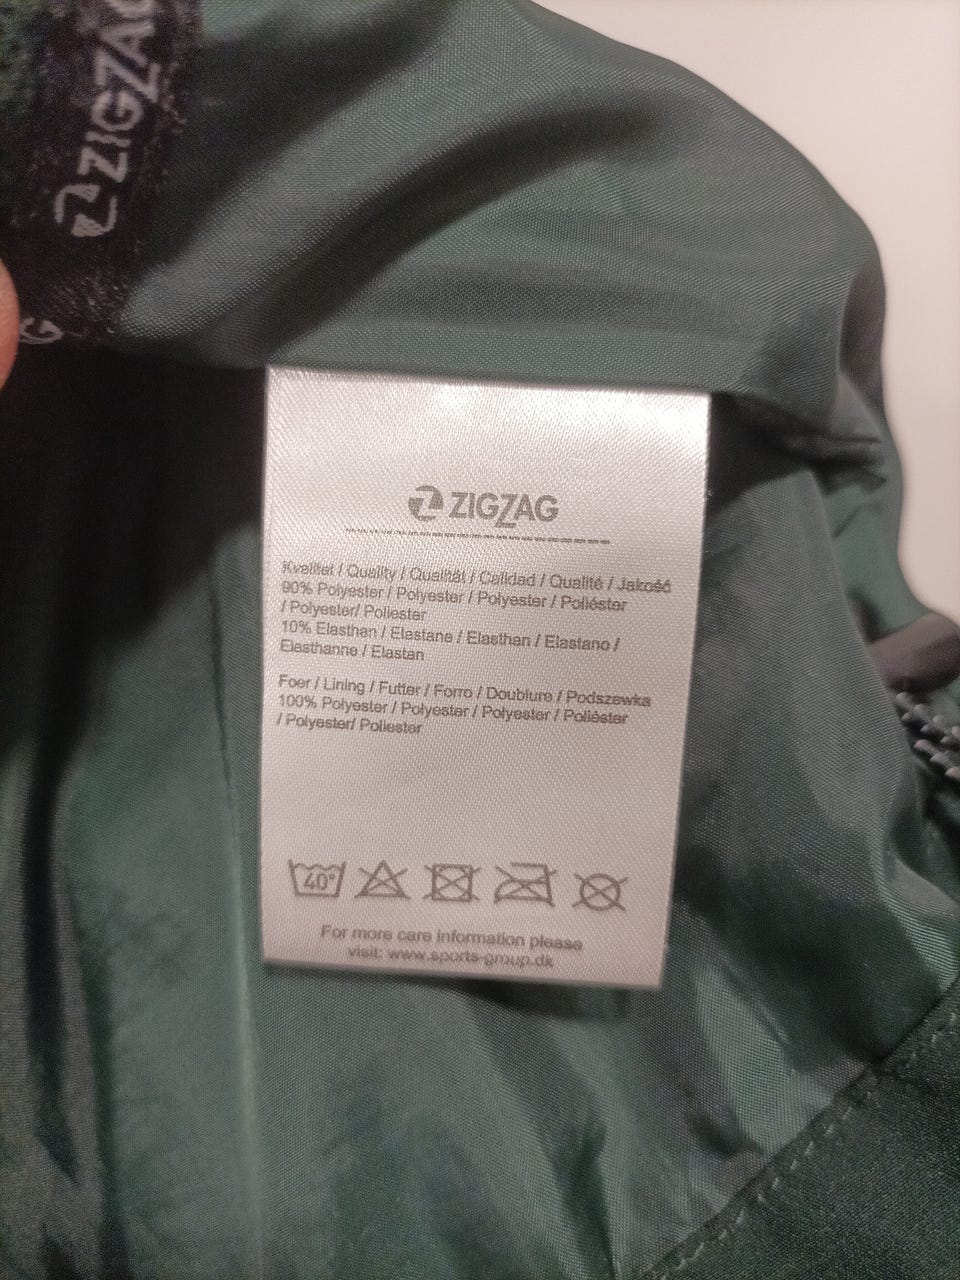 ZIGZAG
G
ZIGZAG
Kvalitet / Quality / Qualität / Calidad / Qualité / Jakość
90% Polyester / Polyester / Polyester / Poliéster
/ Polyester/ Poliester
10% Elasthan / Elastane / Elasthan / Elastano /
Elasthanne / Elastan
Foer / Lining / Futter / Forro / Doublure / Podszewka
100% Polyester / Polyester / Polyester / Poliéster
/ Polyester/ Poliester
40°
For more care information please
visit: www.sports-group.dk